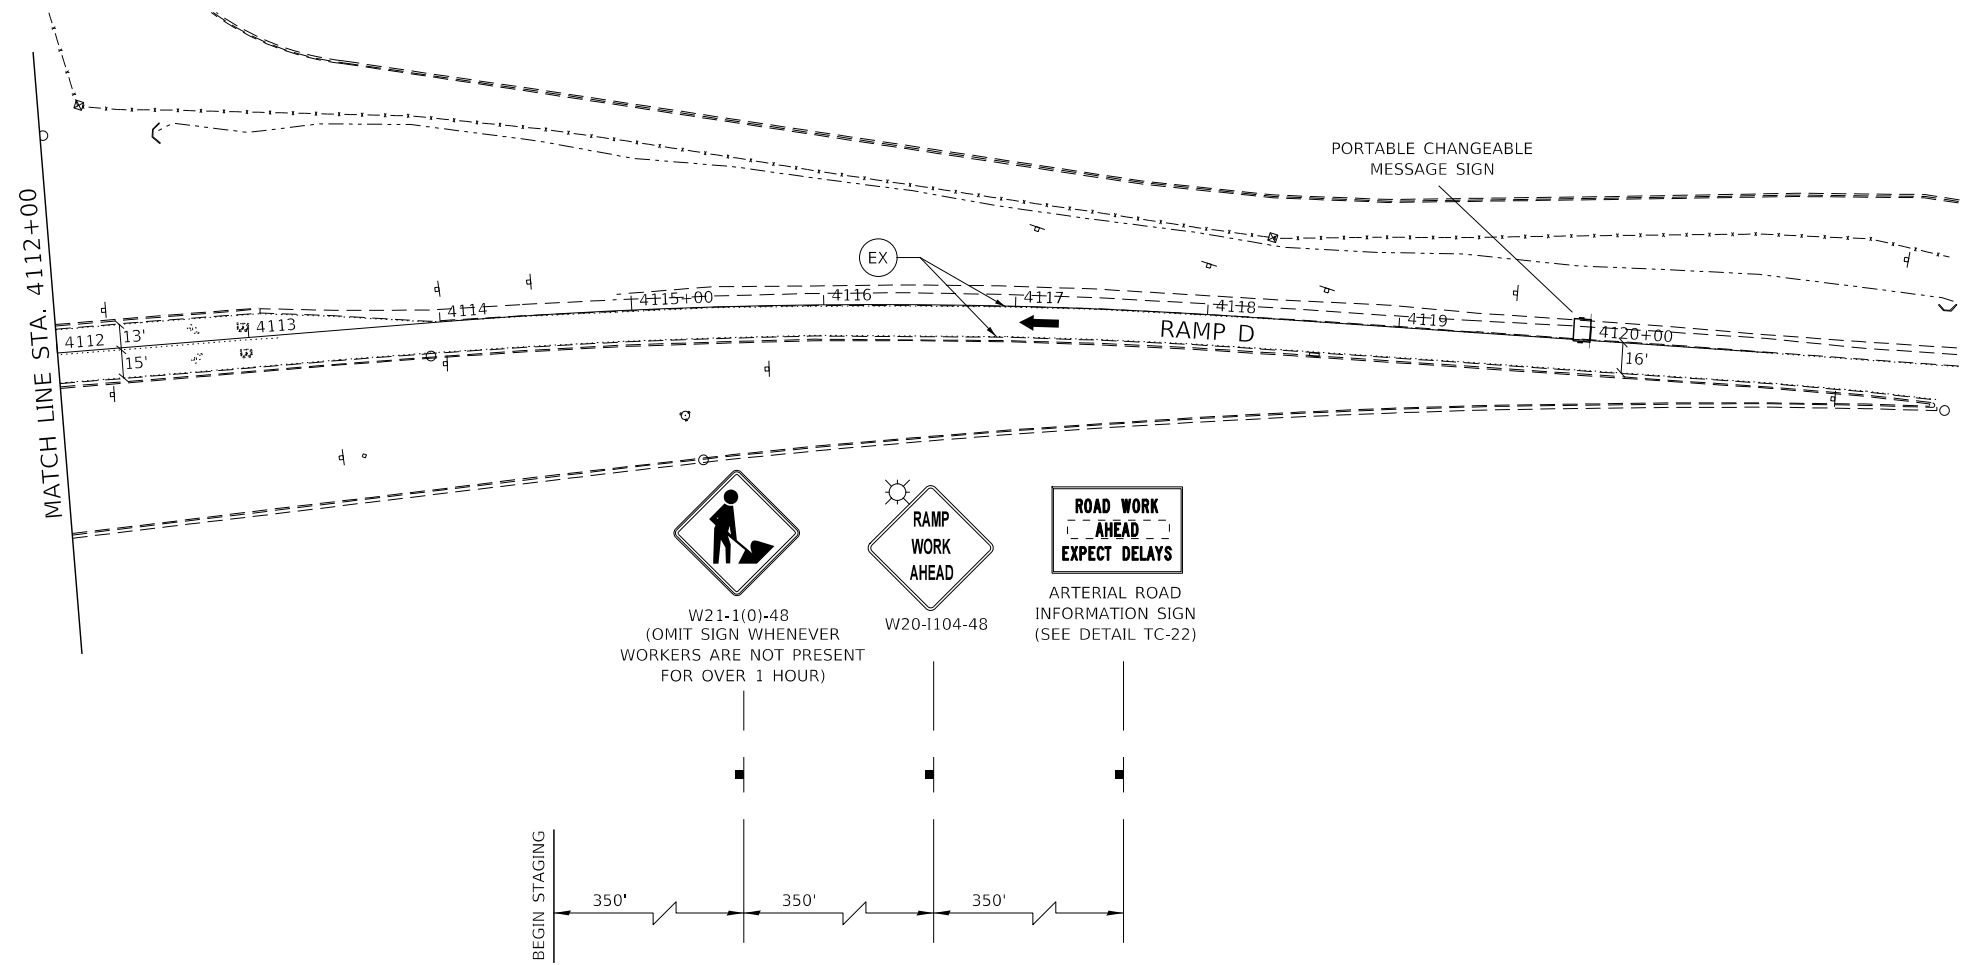 PORTABLE CHANGEABLE
MESSAGE SIGN
MATCH LINE STA. 4112+00
EX
4112
13'
15'
4113
4114
4115+00
4116
4117
4118
4119
4120+00
16'
RAMP D
RAMP
WORK
AHEAD
ROAD WORK
AHEAD
EXPECT DELAYS
W21-1(0)-48
(OMIT SIGN WHENEVER
WORKERS ARE NOT PRESENT
FOR OVER 1 HOUR)
W20-I104-48
ARTERIAL ROAD
INFORMATION SIGN
(SEE DETAIL TC-22)
BEGIN STAGING
350'
350'
350'